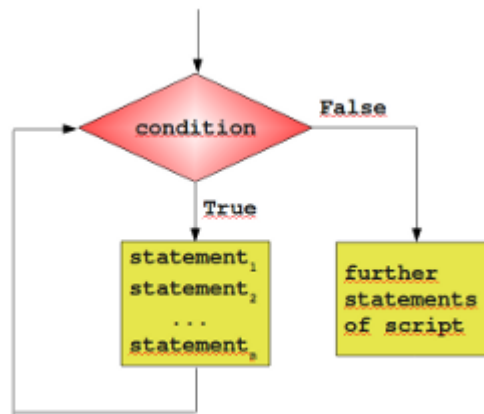 condition
False
True
statement₁
statement₂
...
statementₙ
further
statements
of script